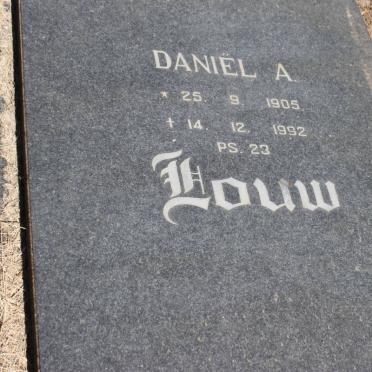 DANIËL A.
* 25. 9. 1905.
† 14. 12. 1992
PS. 23
Louw